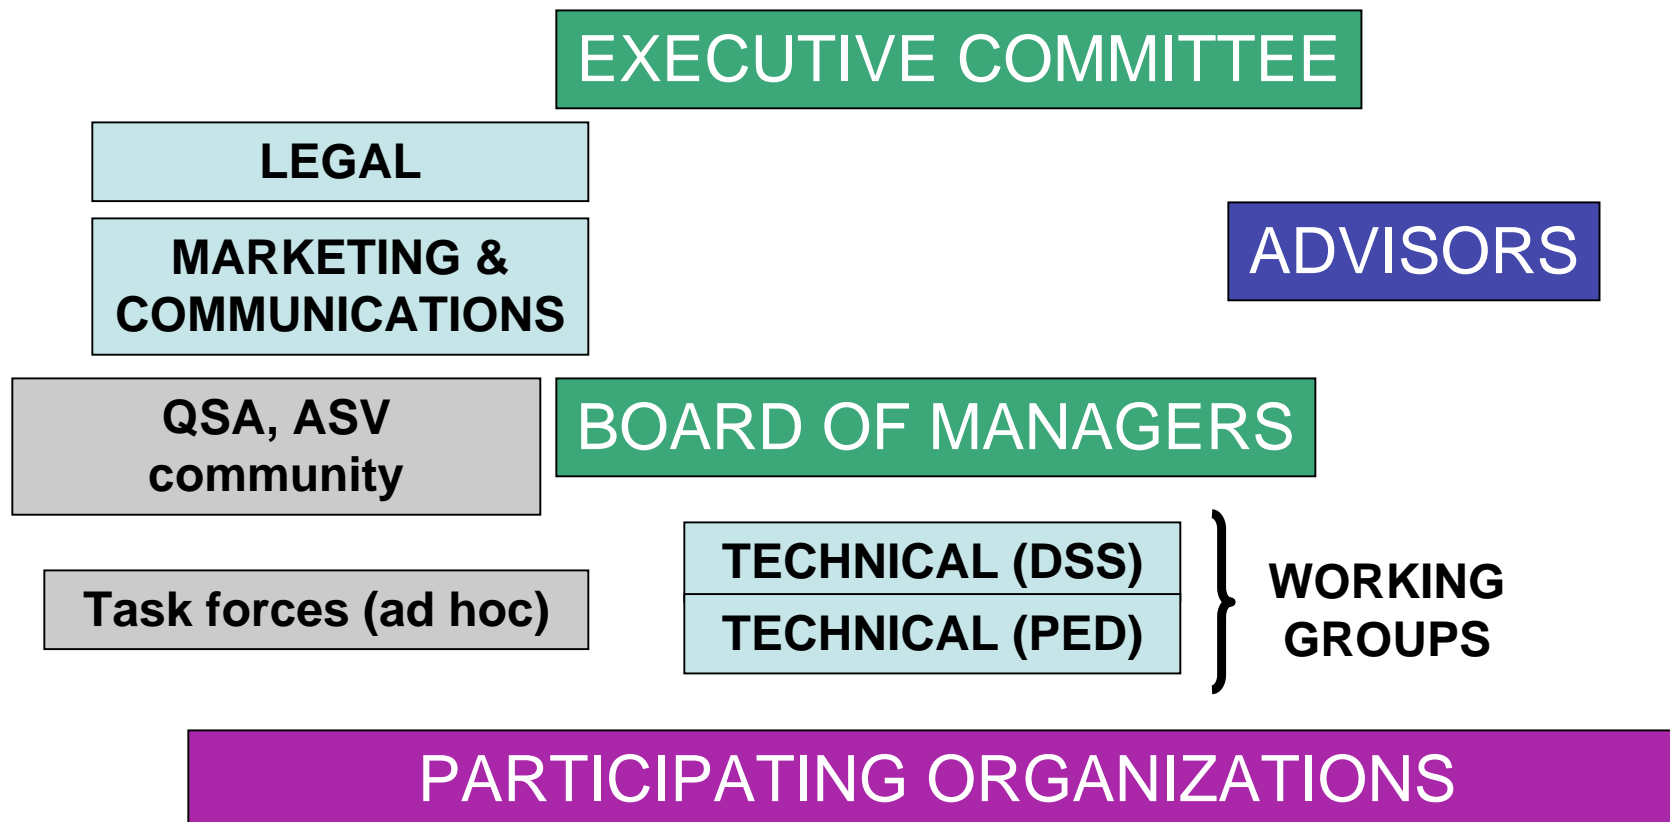 EXECUTIVE COMMITTEE
LEGAL
MARKETING &
COMMUNICATIONS
ADVISORS
QSA, ASV
community
BOARD OF MANAGERS
TECHNICAL (DSS)
TECHNICAL (PED)
WORKING
GROUPS
Task forces (ad hoc)
PARTICIPATING ORGANIZATIONS